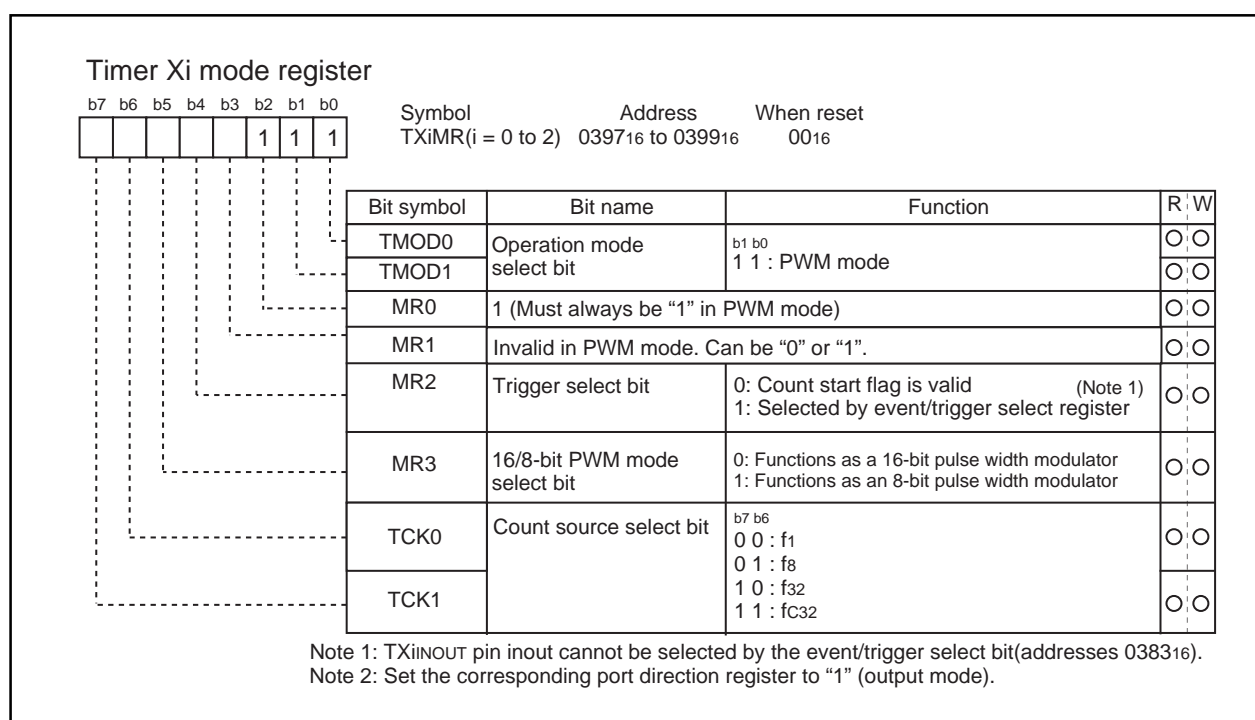 Timer Xi mode register
b7 b6 b5 b4 b3 b2 b1 b0
1 1 1
Symbol Address When reset
TXiMR(i = 0 to 2) 039716 to 039916 0016
Bit symbol Bit name Function R W
TMOD0 Operation mode select bit b1 b0
TMOD1 1 1 : PWM mode
MR0 1 (Must always be “1” in PWM mode)
MR1 Invalid in PWM mode. Can be “0” or “1”.
MR2 Trigger select bit 0: Count start flag is valid (Note 1)
1: Selected by event/trigger select register
MR3 16/8-bit PWM mode select bit 0: Functions as a 16-bit pulse width modulator
1: Functions as an 8-bit pulse width modulator
TCK0 Count source select bit b7 b6
0 0 : f1
0 1 : f8
TCK1 1 0 : f32
1 1 : fC32
Note 1: TXiINOUT pin inout cannot be selected by the event/trigger select bit(addresses 038316).
Note 2: Set the corresponding port direction register to “1” (output mode).